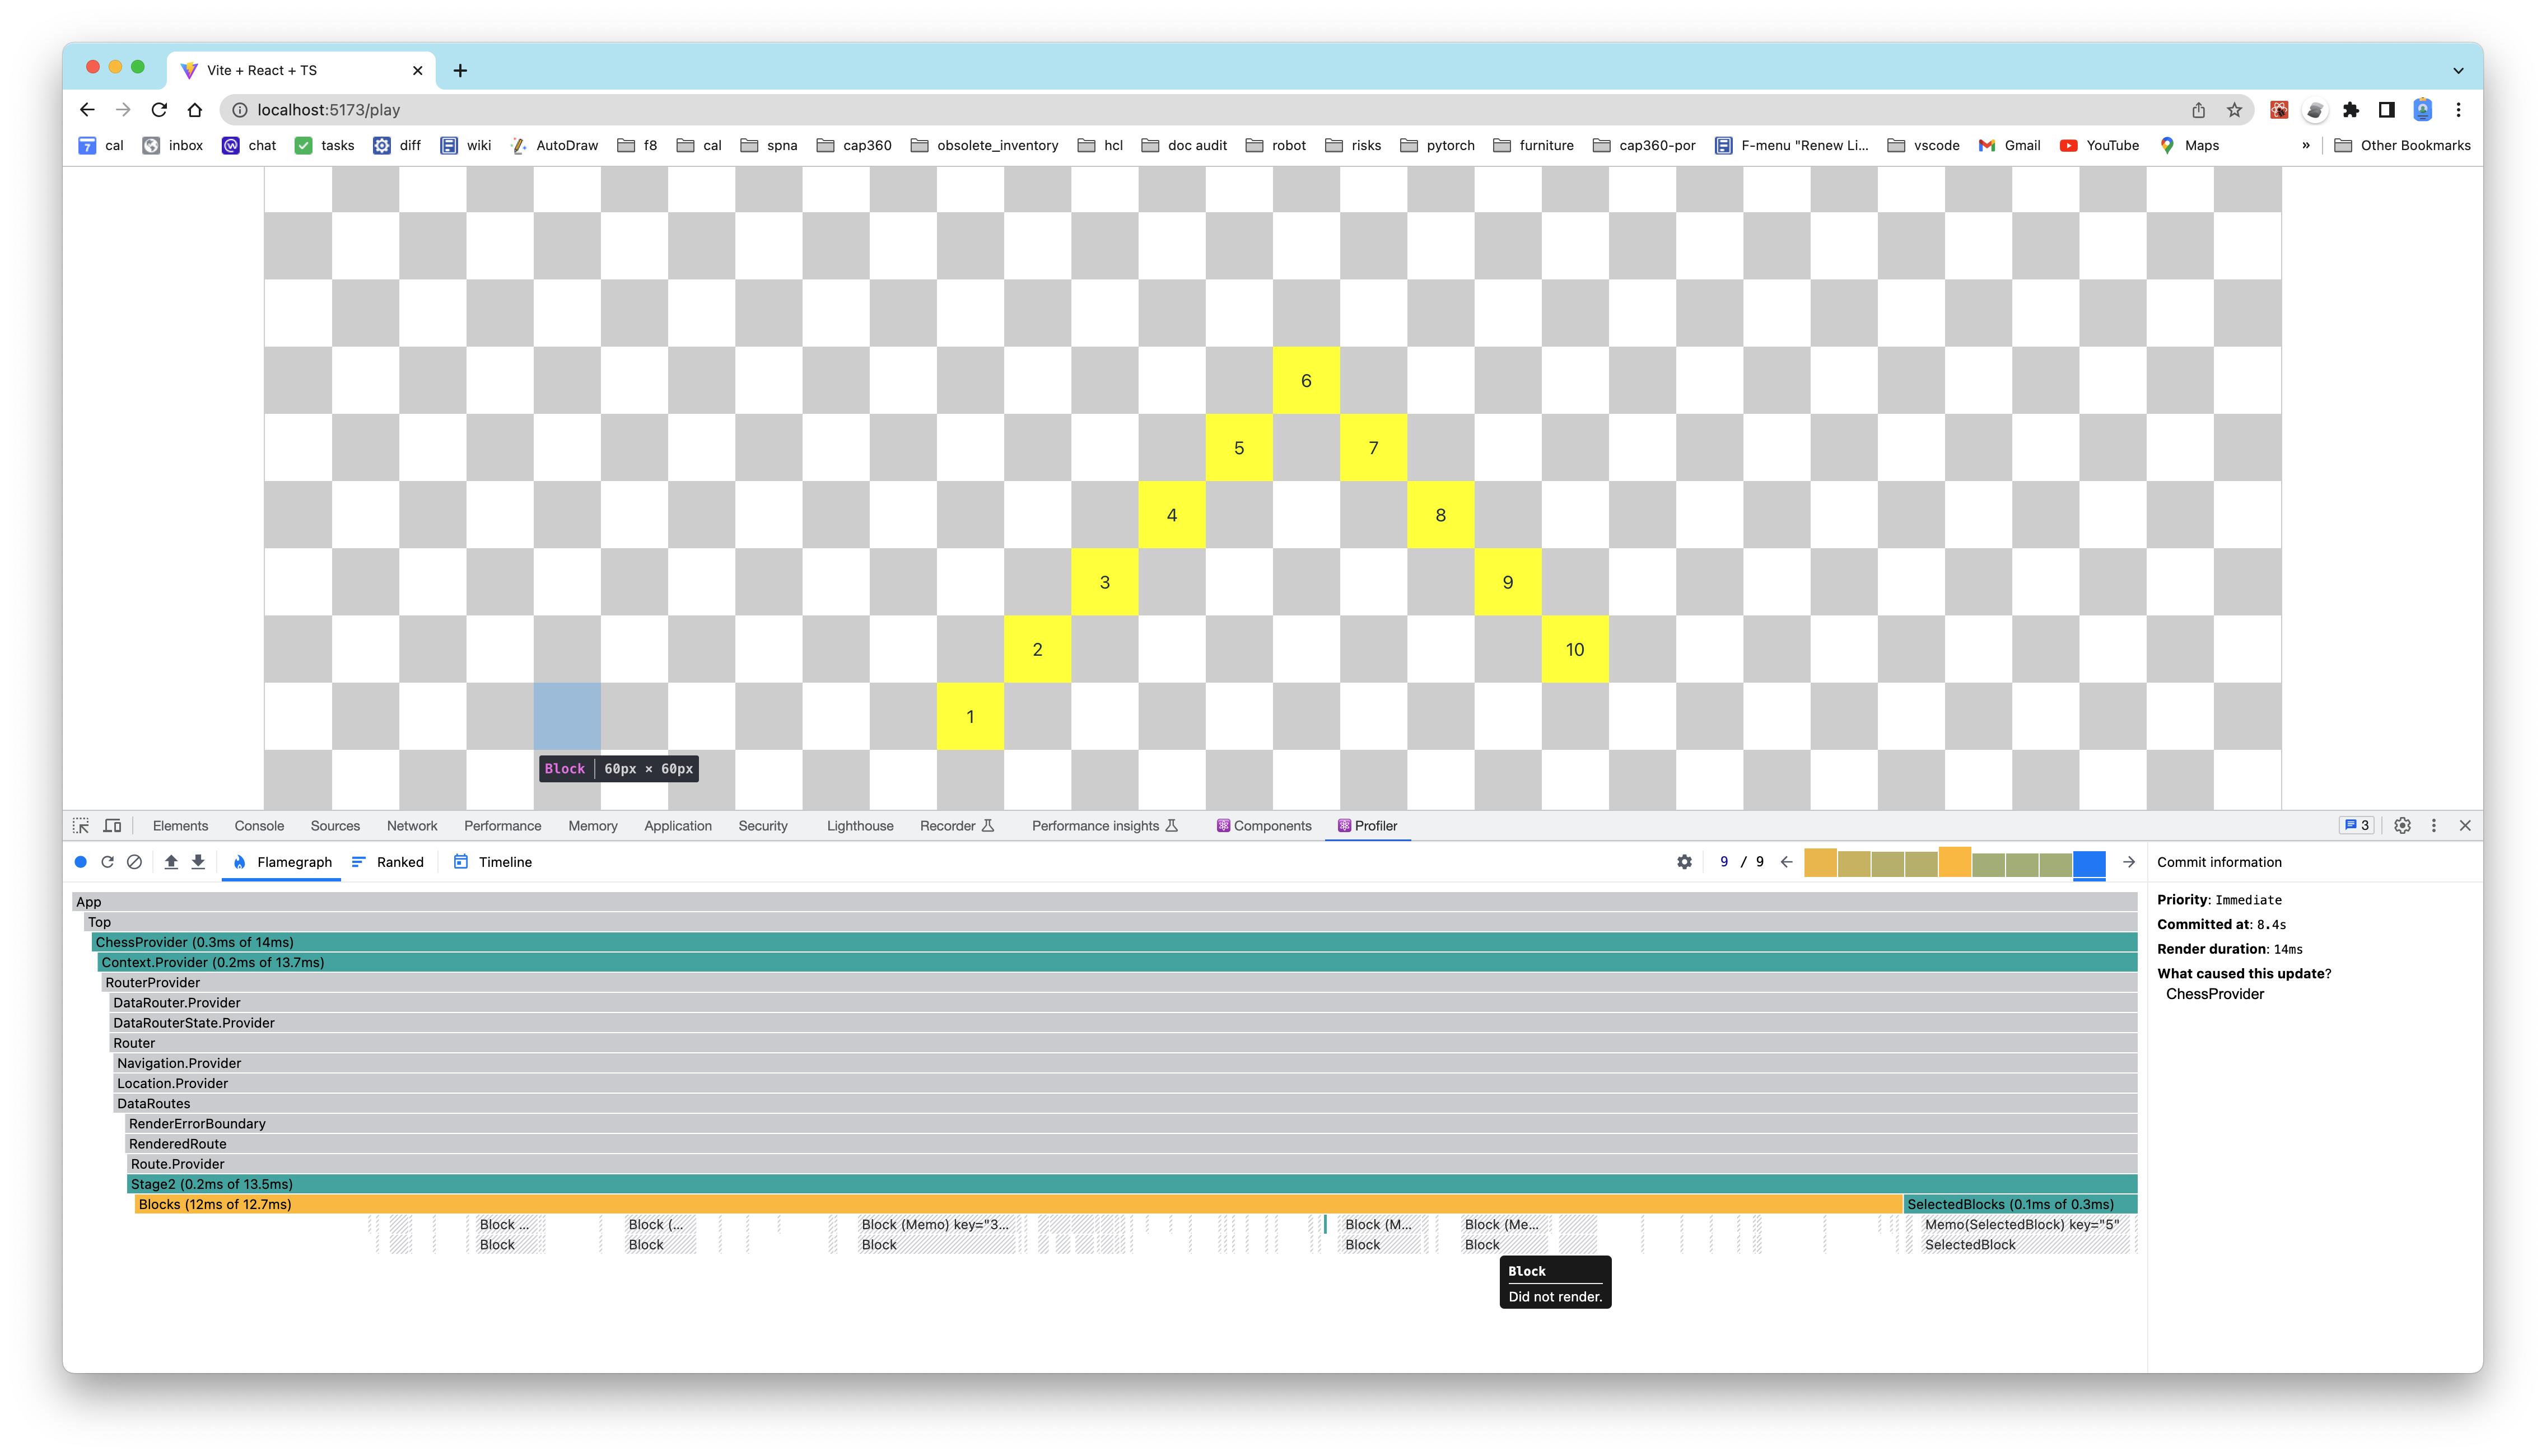 Vite + React + TS
localhost:5173/play
7 cal inbox chat tasks diff wiki AutoDraw f8 cal spna cap360 obsolete_inventory hcl doc audit robot risks pytorch furniture cap360-por F-menu "Renew Li... vscode Gmail YouTube Maps » Other Bookmarks
6
5 7
4 8
3 9
2 10
1
Block 60px × 60px
Elements Console Sources Network Performance Memory Application Security Lighthouse Recorder Performance insights Components Profiler 3
Flamegraph Ranked Timeline 9 / 9 Commit information
App
Top
ChessProvider (0.3ms of 14ms)
Context.Provider (0.2ms of 13.7ms)
RouterProvider
DataRouter.Provider
DataRouterState.Provider
Router
Navigation.Provider
Location.Provider
DataRoutes
RenderErrorBoundary
RenderedRoute
Route.Provider
Stage2 (0.2ms of 13.5ms)
Blocks (12ms of 12.7ms) SelectedBlocks (0.1ms of 0.3ms)
Block ... Block (... Block (Memo) key="3... Block (M... Block (Me... Memo(SelectedBlock) key="5"
Block Block Block Block Block SelectedBlock
Block
Did not render.
Priority: Immediate
Committed at: 8.4s
Render duration: 14ms
What caused this update?
ChessProvider